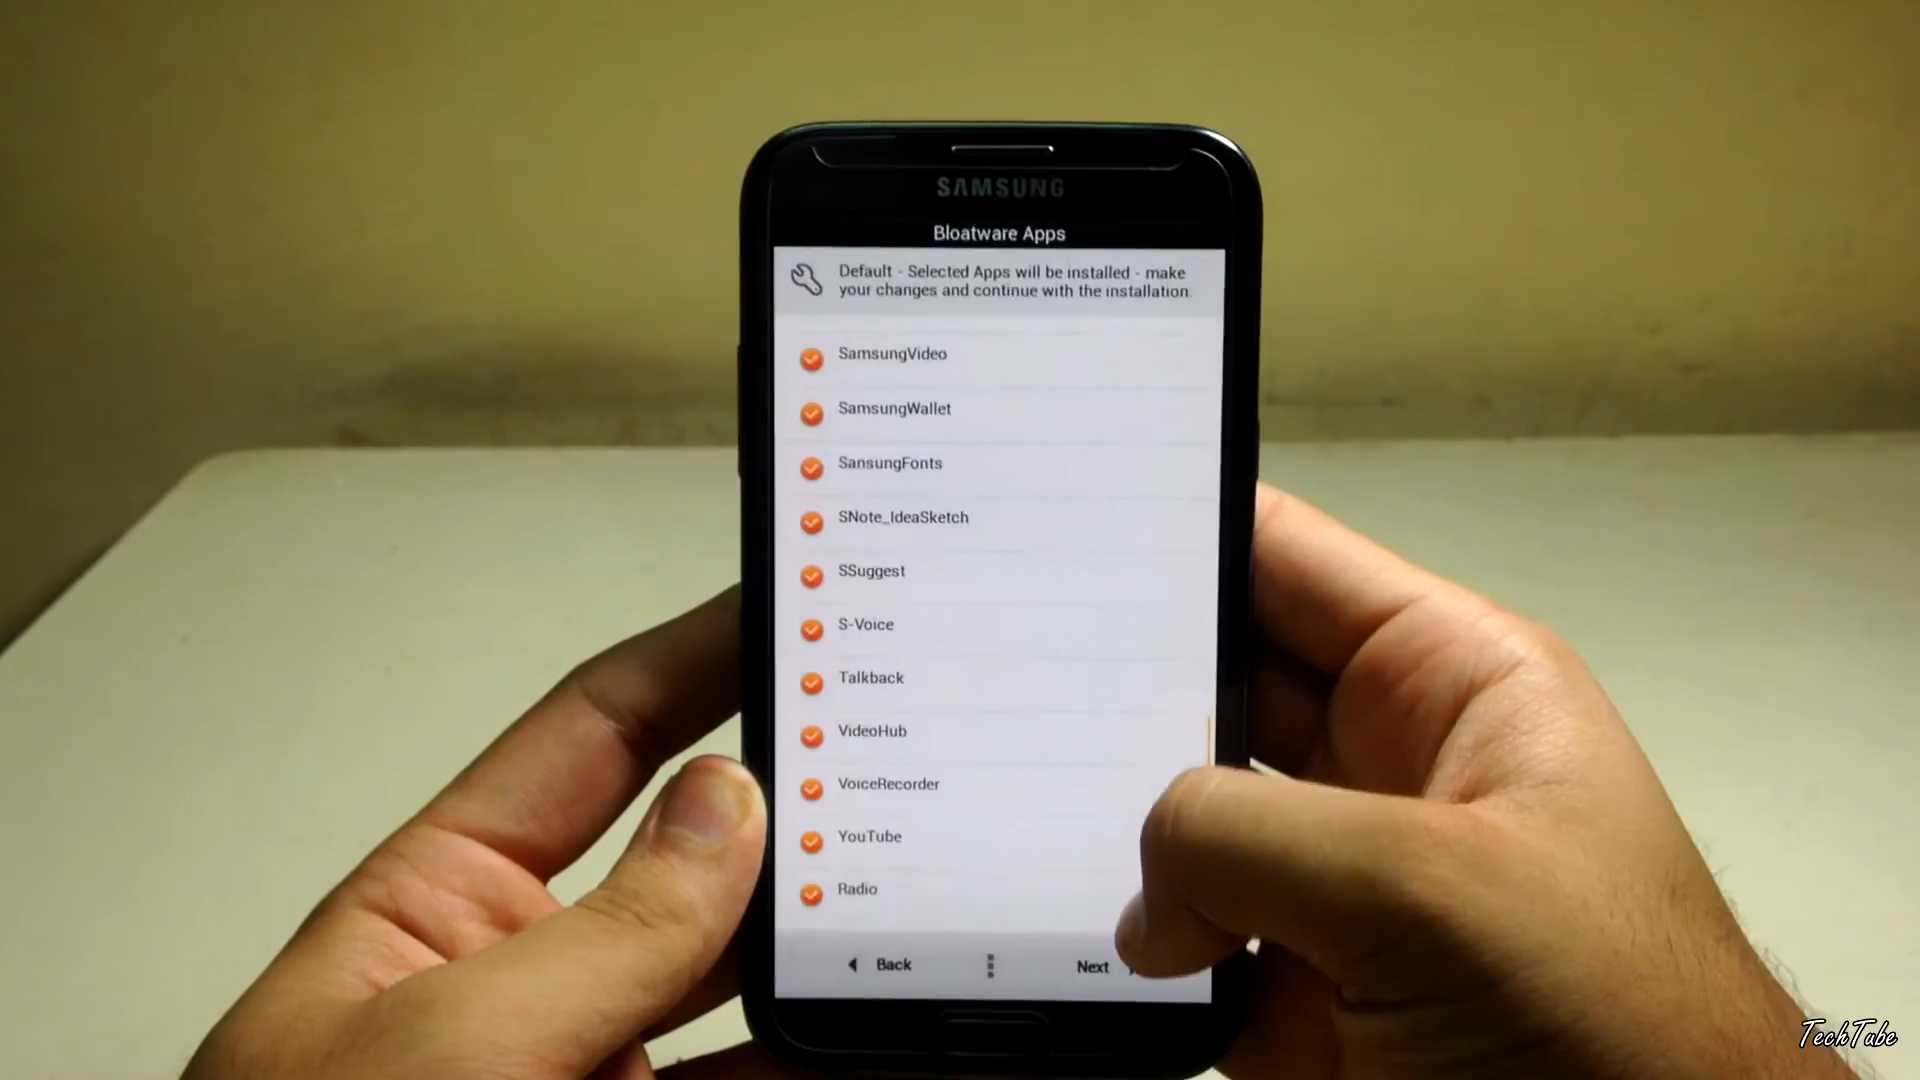 SAMSUNG
Bloatware Apps
Default - Selected Apps will be installed - make
your changes and continue with the installation.
SamsungVideo
SamsungWallet
SansungFonts
SNote_IdeaSketch
SSuggest
S-Voice
Talkback
VideoHub
VoiceRecorder
YouTube
Radio
Back
Next
TechTube